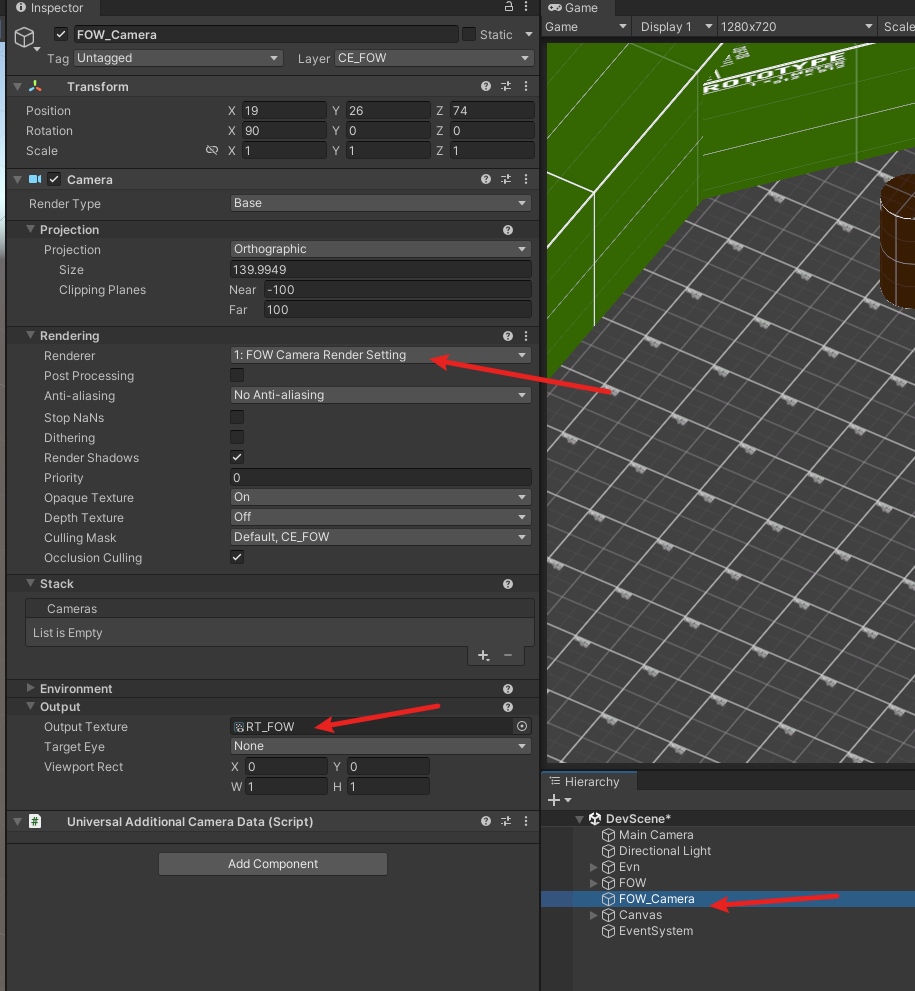 Inspector
FOW_Camera
Static
Tag Untagged Layer CE_FOW
Transform
Position X 19 Y 26 Z 74
Rotation X 90 Y 0 Z 0
Scale X 1 Y 1 Z 1
Camera
Render Type Base
Projection
Projection Orthographic
Size 139.9949
Clipping Planes Near -100
Far 100
Rendering
Renderer 1: FOW Camera Render Setting
Post Processing
Anti-aliasing No Anti-aliasing
Stop NaNs
Dithering
Render Shadows
Priority 0
Opaque Texture On
Depth Texture Off
Culling Mask Default, CE_FOW
Occlusion Culling
Stack
Cameras
List is Empty
Environment
Output
Output Texture RT_FOW
Target Eye None
Viewport Rect X 0 Y 0
W 1 H 1
Universal Additional Camera Data (Script)
Add Component
Game
Game Display 1 1280x720 Scale
ROTOTYPE
Hierarchy
DevScene*
Main Camera
Directional Light
Evn
FOW
FOW_Camera
Canvas
EventSystem